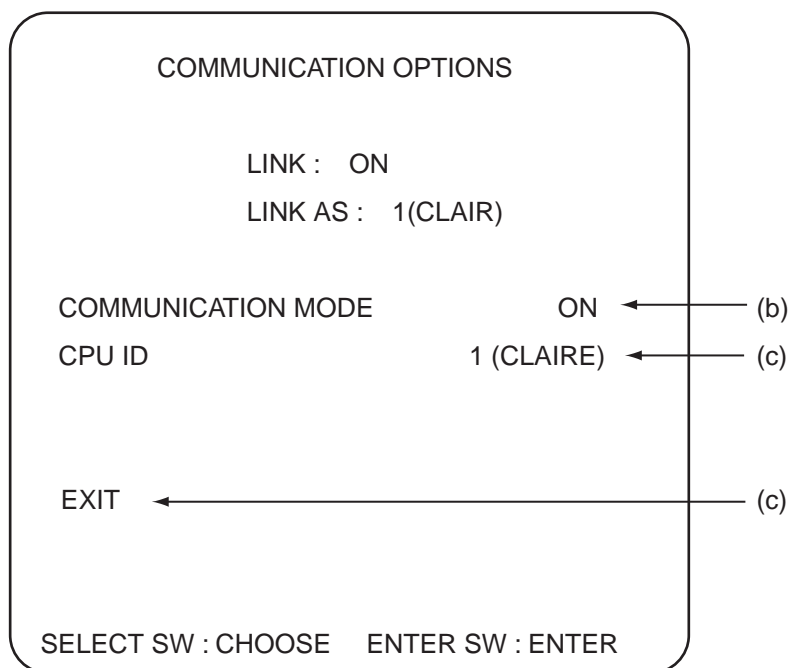 COMMUNICATION OPTIONS
LINK : ON
LINK AS : 1(CLAIR)
COMMUNICATION MODE ON (b)
CPU ID 1 (CLAIRE) (c)
EXIT (c)
SELECT SW : CHOOSE ENTER SW : ENTER